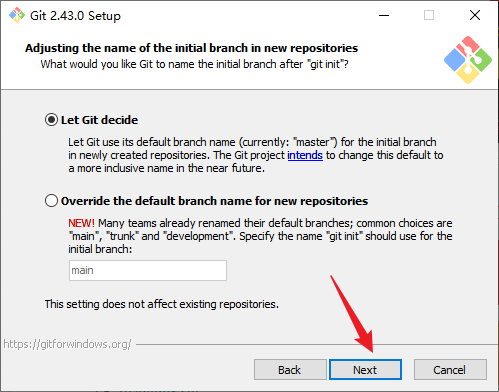 Git 2.43.0 Setup
Adjusting the name of the initial branch in new repositories
What would you like Git to name the initial branch after "git init"?
Let Git decide
Let Git use its default branch name (currently: "master") for the initial branch
in newly created repositories. The Git project intends to change this default to
a more inclusive name in the near future.
Override the default branch name for new repositories
NEW! Many teams already renamed their default branches; common choices are
"main", "trunk" and "development". Specify the name "git init" should use for the
initial branch:
main
This setting does not affect existing repositories.
https://gitforwindows.org/
Back Next Cancel